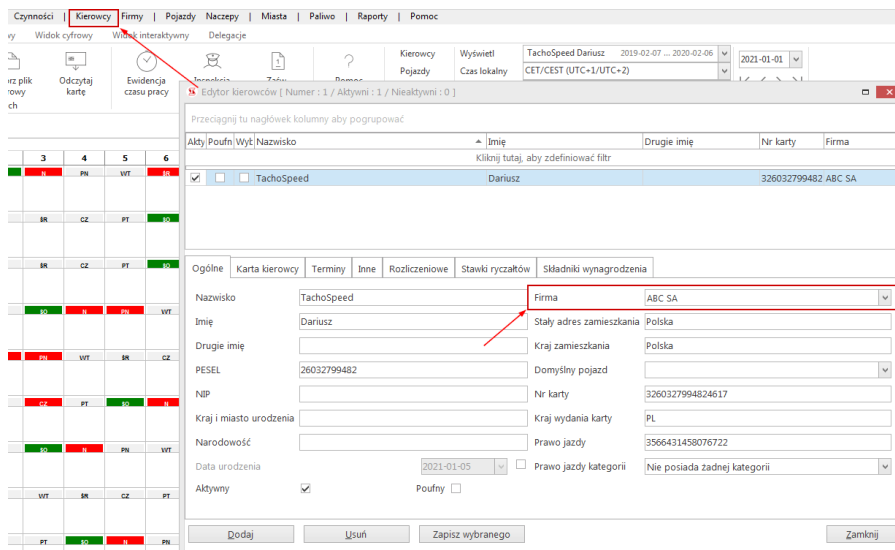 Czynności | Kierowcy Firmy | Pojazdy Naczepy | Miasta | Paliwo | Raporty | Pomoc
Widok cyfrowy Widok interaktywny Delegacje
Odczytaj kartę
Ewidencja czasu pracy
Kierowcy Wyświetl TachoSpeed Dariusz 2019-02-07 ... 2020-02-06
Pojazdy Czas lokalny CET/CEST (UTC+1/UTC+2)
2021-01-01
Edytor kierowców [ Numer : 1 / Aktywni : 1 / Nieaktywni : 0 ]
Przeciągnij tu nagłówek kolumny aby pogrupować
Akty Poufn Wyt Nazwisko Imię Drugie imię Nr karty Firma
Kliknij tutaj, aby zdefiniować filtr
TachoSpeed Dariusz 326032799482 ABC SA
3 4 5 6
N PN WT ŚR
ŚR CZ PT SO
ŚR CZ PT SO
SO N PN WT
PN WT ŚR CZ
CZ PT SO N
SO N PN WT
WT ŚR CZ PT
PT SO N PN
Ogólne Karta kierowcy Terminy Inne Rozliczeniowe Stawki ryczałtów Składniki wynagrodzenia
Nazwisko TachoSpeed Firma ABC SA
Imię Dariusz Stały adres zamieszkania Polska
Drugie imię Kraj zamieszkania Polska
PESEL 26032799482 Domyślny pojazd
NIP Nr karty 3260327994824617
Kraj i miasto urodzenia Kraj wydania karty PL
Narodowość Prawo jazdy 3566431458076722
Data urodzenia 2021-01-05 Prawo jazdy kategorii Nie posiada żadnej kategorii
Aktywny Poufny
Dodaj Usuń Zapisz wybranego Zamknij